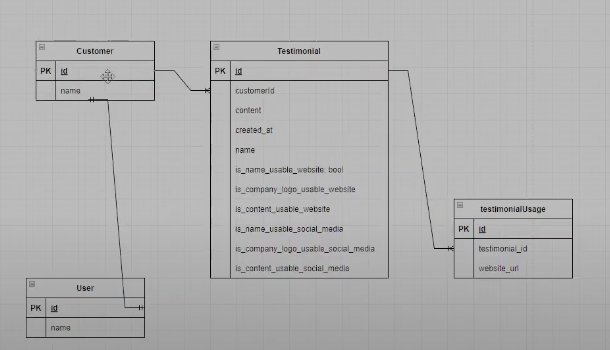 Customer
PK id
name
Testimonial
PK id
customerId
content
created_at
name
is_name_usable_website: bool
is_company_logo_usable_website
is_content_usable_website
is_name_usable_social_media
is_company_logo_usable_social_media
is_content_usable_social_media
testimonialUsage
PK id
testimonial_id
website_url
User
PK id
name